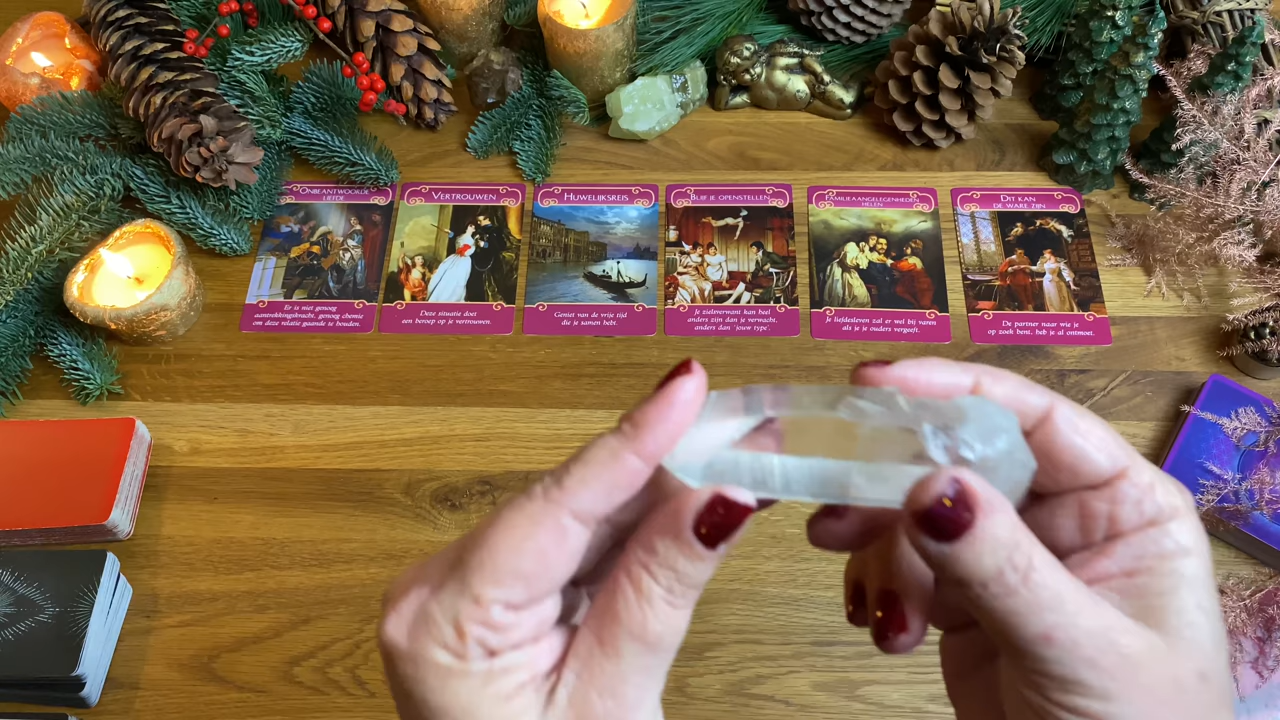 ONBEANTWOORDE
LIEFDE
Er is niet genoeg
aantrekkingskracht, genoeg chemie
om deze relatie gaande te houden.
VERTROUWEN
Deze situatie doet
een beroep op je vertrouwen.
HUWELIJKSREIS
Geniet van de vrije tijd
die je samen hebt.
BLIJF JE OPENSTELLEN
Je zielsverwant kan heel
anders zijn dan je verwacht,
anders dan 'jouw type'.
FAMILIEAANGELEGENHEDEN
HELEN
Je liefdesleven zal er wel bij varen
als je je ouders vergeeft.
DIT KAN
DE WARE ZIJN
De partner naar wie je
op zoek bent, heb je al ontmoet.